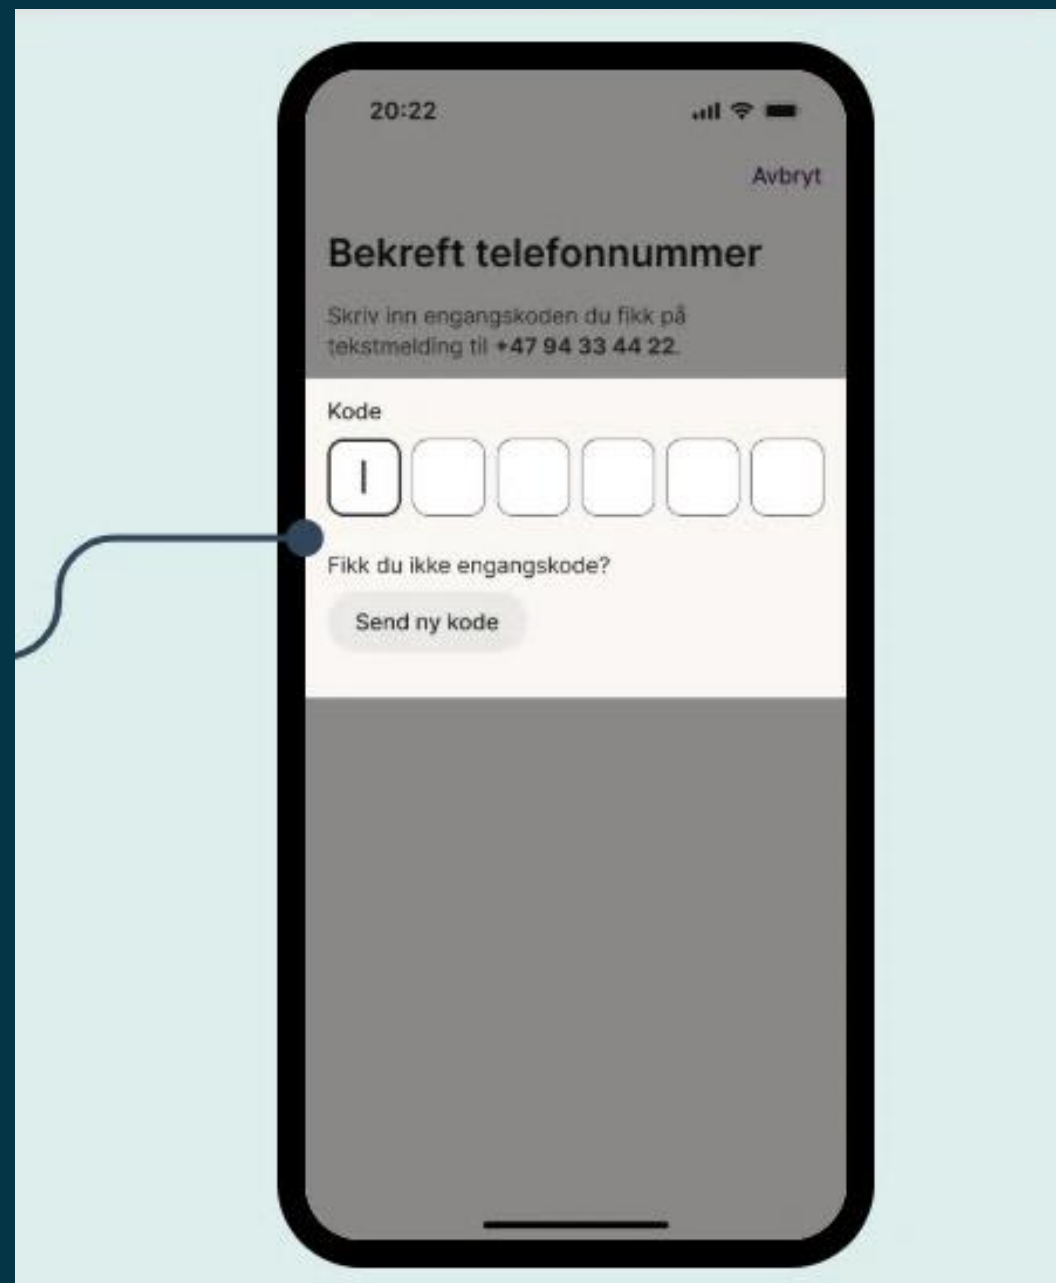 20:22
Avbryt
Bekreft telefonnummer
Skriv inn engangskoden du fikk på
tekstmelding til +47 94 33 44 22.
Kode
Fikk du ikke engangskode?
Send ny kode